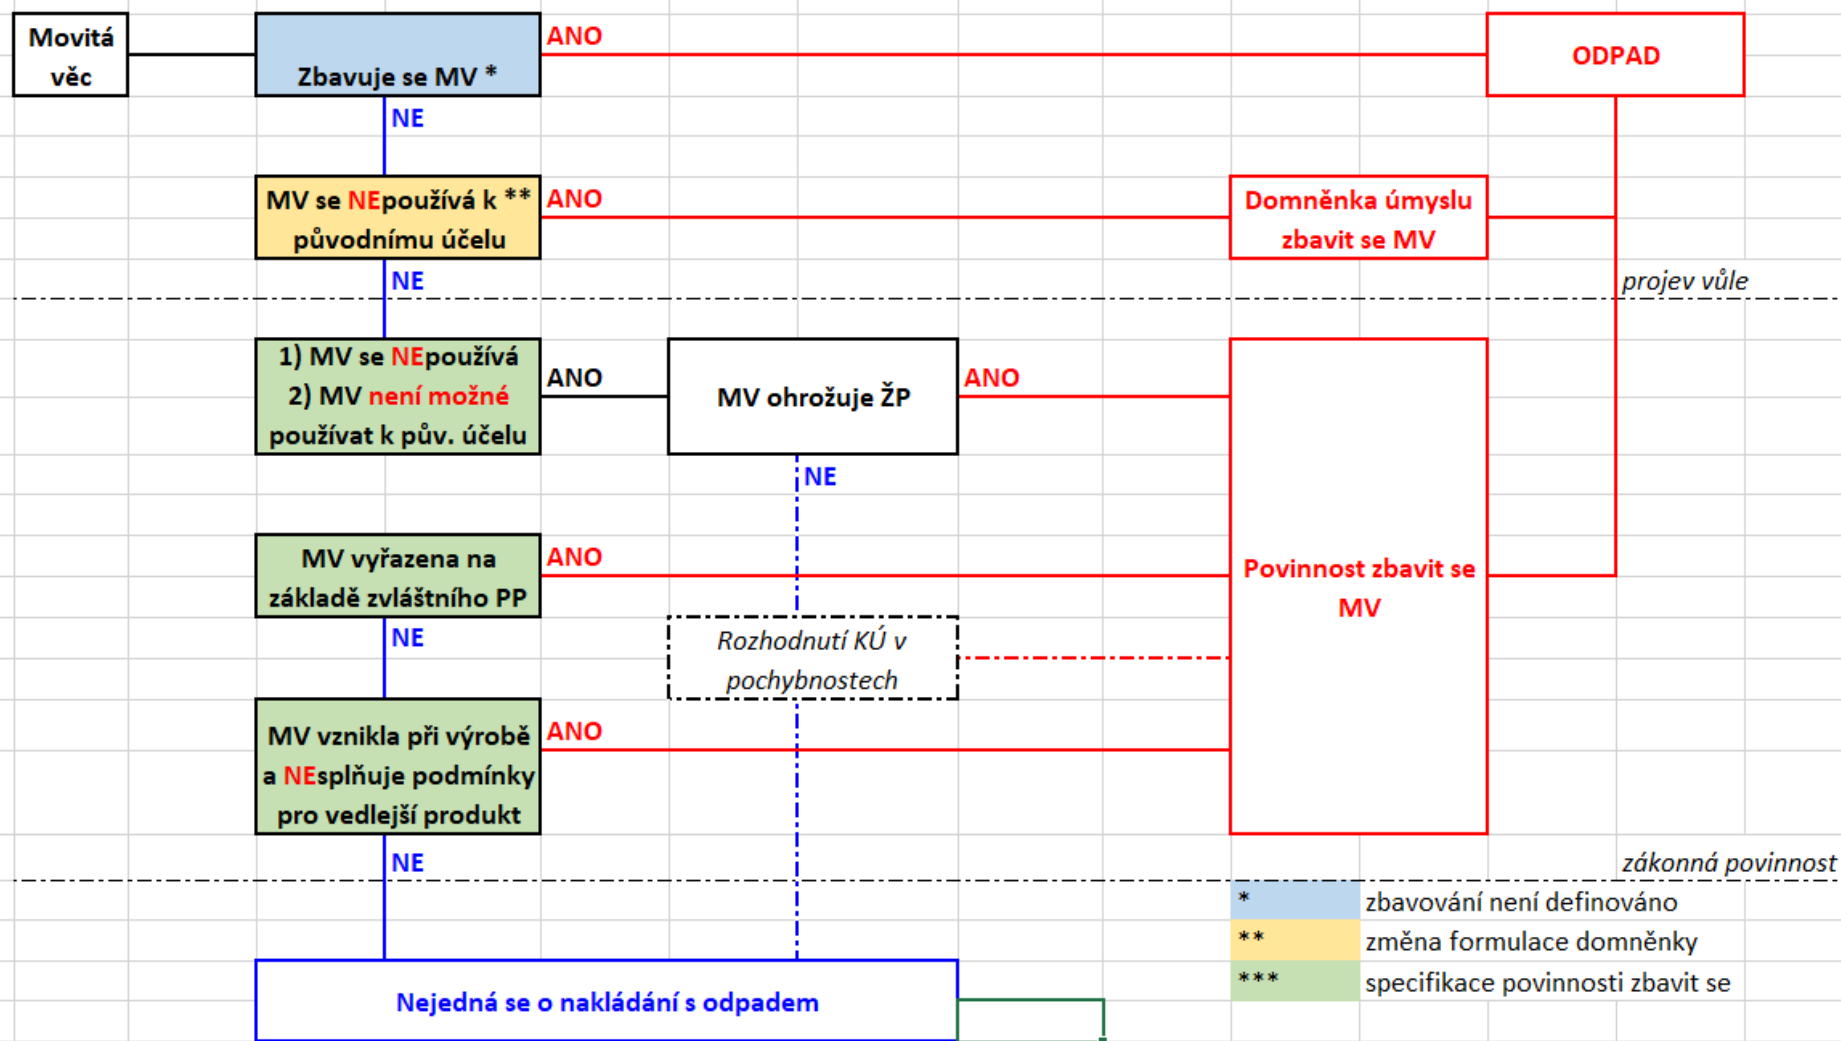 Movitá
věc
Zbavuje se MV *
ANO
ODPAD
NE
MV se NEpoužívá k **
původnímu účelu
ANO
Domněnka úmyslu
zbavit se MV
NE
projev vůle
1) MV se NEpoužívá
2) MV není možné
používat k pův. účelu
ANO
MV ohrožuje ŽP
ANO
NE
MV vyřazena na
základě zvláštního PP
ANO
Povinnost zbavit se
MV
NE
Rozhodnutí KÚ v
pochybnostech
MV vznikla při výrobě
a NEsplňuje podmínky
pro vedlejší produkt
ANO
NE
zákonná povinnost
* zbavování není definováno
** změna formulace domněnky
*** specifikace povinnosti zbavit se
Nejedná se o nakládání s odpadem